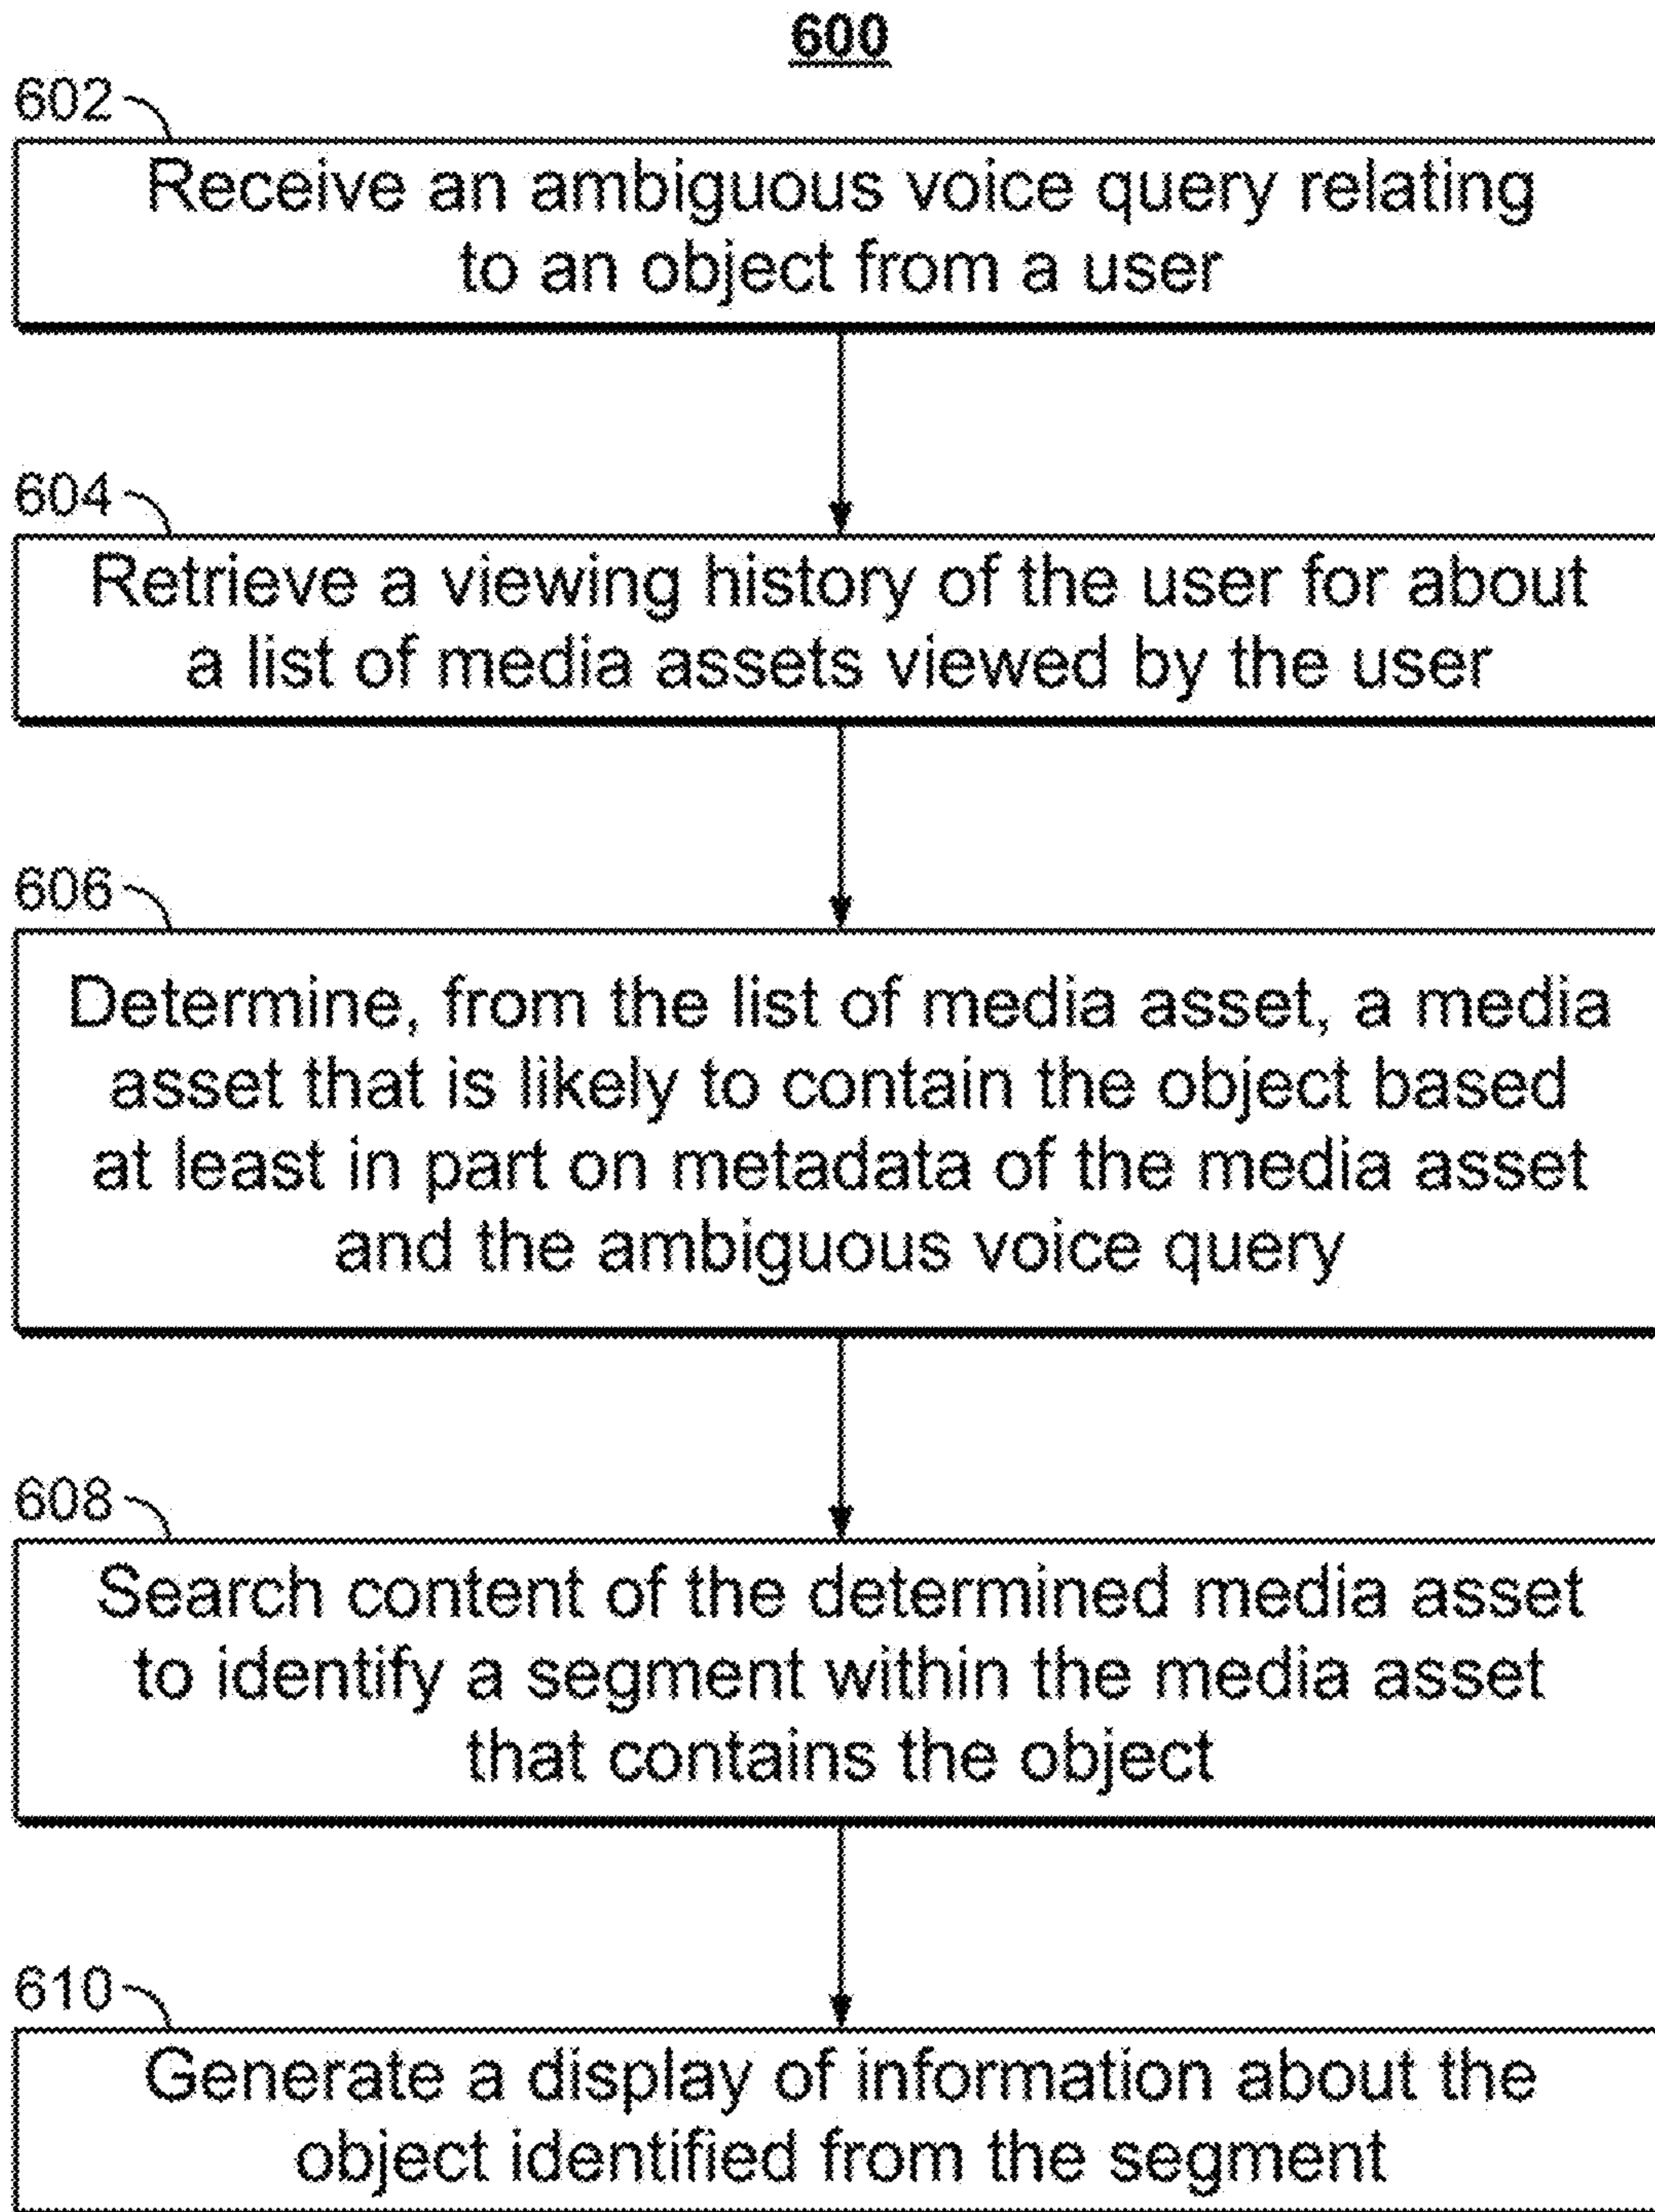 600
602
Receive an ambiguous voice query relating
to an object from a user
604
Retrieve a viewing history of the user for about
a list of media assets viewed by the user
606
Determine, from the list of media asset, a media
asset that is likely to contain the object based
at least in part on metadata of the media asset
and the ambiguous voice query
608
Search content of the determined media asset
to identify a segment within the media asset
that contains the object
610
Generate a display of information about the
object identified from the segment